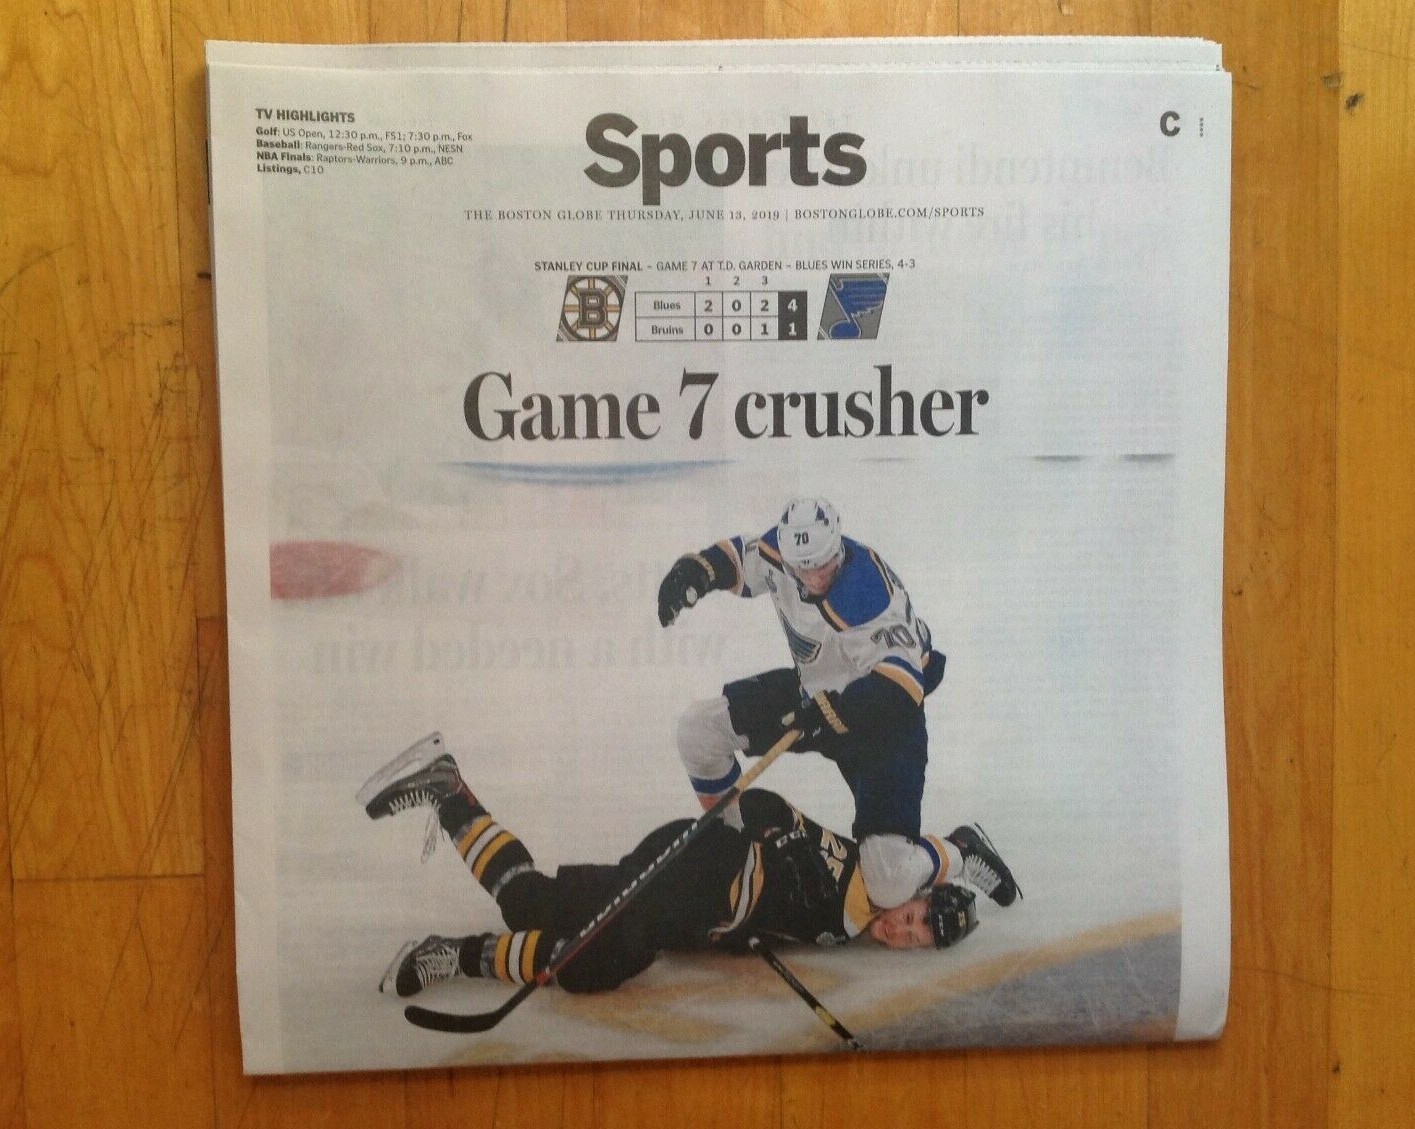 TV HIGHLIGHTS
Golf: US Open, 12:30 p.m., FS1; 7:30 p.m., Fox
Baseball: Rangers-Red Sox, 7:10 p.m., NESN
NBA Finals: Raptors-Warriors, 9 p.m., ABC
Listings, C10
Sports
C
THE BOSTON GLOBE THURSDAY, JUNE 13, 2019 | BOSTONGLOBE.COM/SPORTS
STANLEY CUP FINAL – GAME 7 AT T.D. GARDEN – BLUES WIN SERIES, 4-3
1 2 3
B
Blues 2 0 2 4
Bruins 0 0 1 1
Game 7 crusher
70
70
25
CCM
WARRIOR